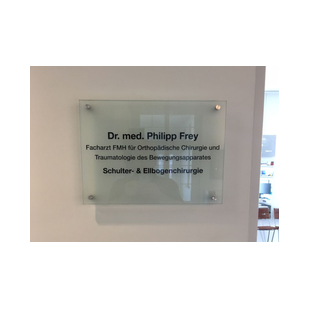 Dr. med. Philipp Frey
Facharzt FMH für Orthopädische Chirurgie und
Traumatologie des Bewegungsapparates
Schulter- & Ellbogenchirurgie